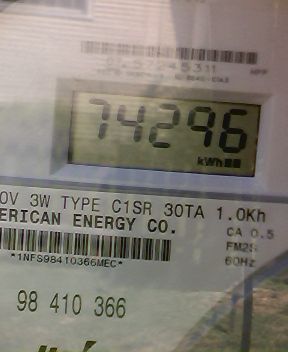 74296
kWh
0V 3W TYPE C1SR 30TA 1.0Kh
ERICAN ENERGY CO.
CA 0.5
FM2S
60Hz
*1NFS98410366MEC*
98 410 366